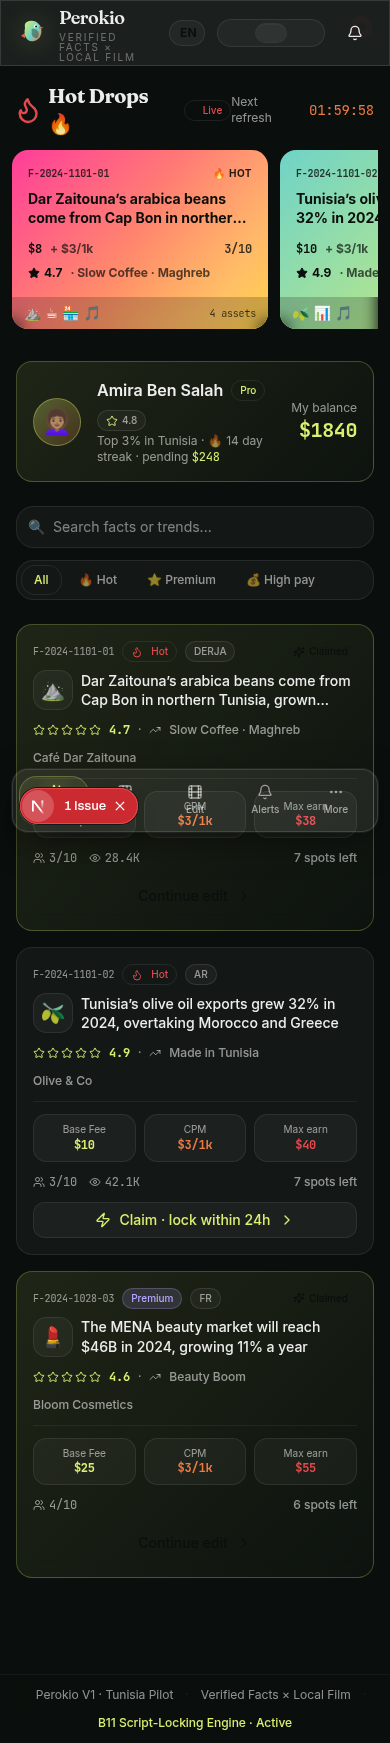 Perokio
VERIFIED
FACTS ×
LOCAL FILM
EN
Hot Drops
🔥
Live
Next
refresh
01:59:58
F-2024-1101-01
🔥 HOT
Dar Zaitouna's arabica beans
come from Cap Bon in norther...
$8 + $3/1k
3/10
★ 4.7 · Slow Coffee · Maghreb
4 assets
F-2024-1101-02
Tunisia's oli
32% in 2024
$10 + $3/1k
★ 4.9 · Made
Amira Ben Salah
Pro
4.8
Top 3% in Tunisia · 🔥 14 day
streak · pending $248
My balance
$1840
Search facts or trends...
All
🔥 Hot
⭐ Premium
💰 High pay
F-2024-1101-01
Hot
DERJA
Claimed
Dar Zaitouna's arabica beans come from
Cap Bon in northern Tunisia, grown...
4.7 · Slow Coffee · Maghreb
Café Dar Zaitouna
N
1 Issue
CPM
$3/1k
Edit
Max earn
$38
Alerts
More
3/10 28.4K
7 spots left
Continue edit
F-2024-1101-02
Hot
AR
Tunisia's olive oil exports grew 32% in
2024, overtaking Morocco and Greece
4.9 · Made in Tunisia
Olive & Co
Base Fee
$10
CPM
$3/1k
Max earn
$40
3/10 42.1K
7 spots left
Claim · lock within 24h
F-2024-1028-03
Premium
FR
Claimed
The MENA beauty market will reach
$46B in 2024, growing 11% a year
4.6 · Beauty Boom
Bloom Cosmetics
Base Fee
$25
CPM
$3/1k
Max earn
$55
4/10
6 spots left
Continue edit
Perokio V1 · Tunisia Pilot
Verified Facts × Local Film
B11 Script-Locking Engine · Active